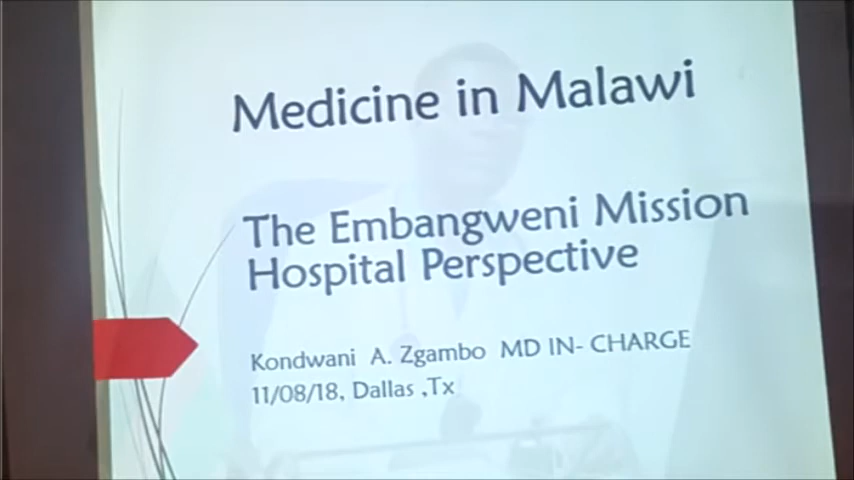 Medicine in Malawi
The Embangweni Mission
Hospital Perspective
Kondwani A. Zgambo MD IN- CHARGE
11/08/18, Dallas ,Tx